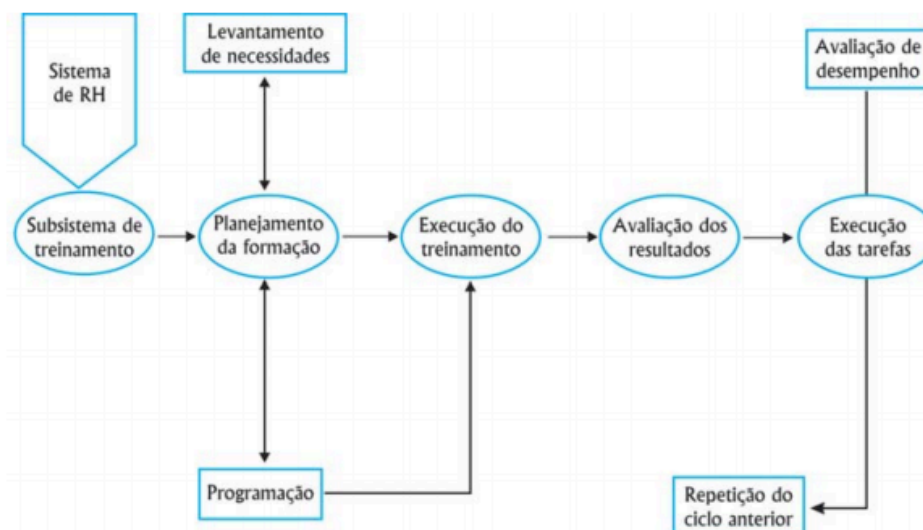 Levantamento
de necessidades
Avaliação de
desempenho
Sistema
de RH
Subsistema de
treinamento
Planejamento
da formação
Execução do
treinamento
Avaliação dos
resultados
Execução
das tarefas
Programação
Repetição do
ciclo anterior